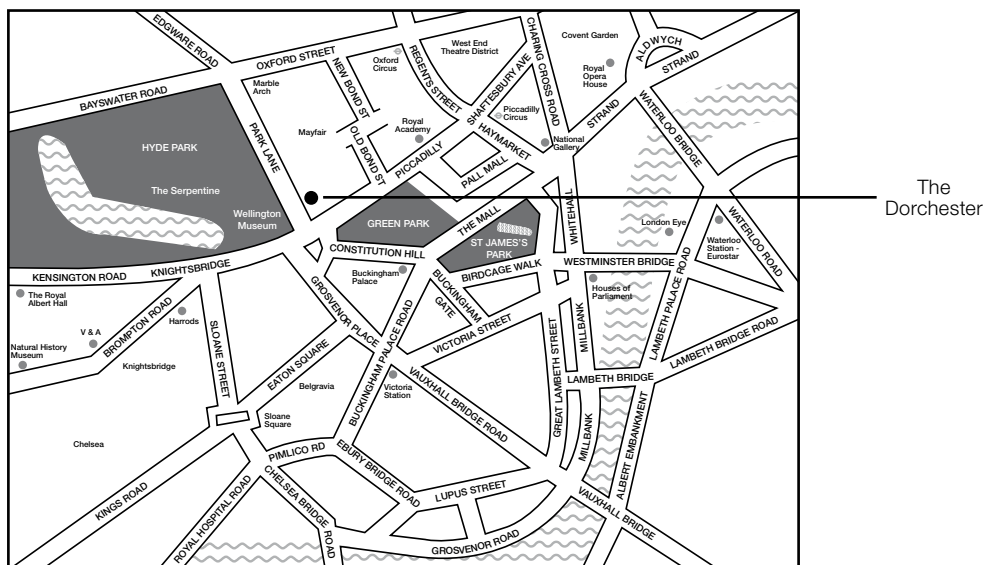 EDGWARE ROAD
OXFORD STREET
BAYSWATER ROAD
Marble
Arch
NEW BOND ST
Oxford
Circus
REGENTS STREET
West End
Theatre District
SHAFTESBURY AVE
CHARING CROSS ROAD
Covent Garden
Royal
Opera
House
ALDWYCH
STRAND
STRAND
WATERLOO BRIDGE
HYDE PARK
PARK LANE
Mayfair
OLD BOND ST
Royal
Academy
PICCADILLY
Piccadilly
Circus
HAYMARKET
PALL MALL
National
Gallery
The Serpentine
Wellington
Museum
The
Dorchester
GREEN PARK
THE MALL
ST JAMES'S
PARK
WHITEHALL
London Eye
Waterloo
Station -
Eurostar
WATERLOO ROAD
KENSINGTON ROAD
KNIGHTSBRIDGE
CONSTITUTION HILL
Buckingham
Palace
BIRDCAGE WALK
WESTMINSTER BRIDGE
BUCKINGHAM
GATE
Houses of
Parliament
LAMBETH PALACE ROAD
The Royal
Albert Hall
BROMPTON ROAD
Harrods
V & A
Natural History
Museum
Knightsbridge
SLOANE STREET
GROSVENOR PLACE
EATON SQUARE
BUCKINGHAM PALACE ROAD
VICTORIA STREET
GREAT LAMBETH STREET
MILLBANK
LAMBETH BRIDGE ROAD
LAMBETH BRIDGE
Belgravia
Victoria
Station
VAUXHALL BRIDGE ROAD
Sloane
Square
Chelsea
PIMLICO RD
EBURY BRIDGE ROAD
MILLBANK
ALBERT EMBANKMENT
KINGS ROAD
ROYAL HOSPITAL ROAD
CHELSEA BRIDGE ROAD
LUPUS STREET
GROSVENOR ROAD
VAUXHALL BRIDGE